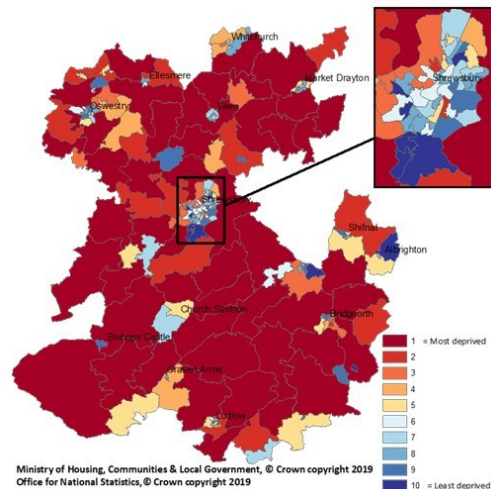 Whitchurch
Ellesmere
Market Drayton
Oswestry
Wem
Shrewsbury
Shrewsbury
Shifnal
Albrighton
Church Stretton
Bridgnorth
Bishops Castle
Craven Arms
Ludlow
1 = Most deprived
2
3
4
5
6
7
8
9
10 = Least deprived
Ministry of Housing, Communities & Local Government, © Crown copyright 2019
Office for National Statistics,© Crown copyright 2019